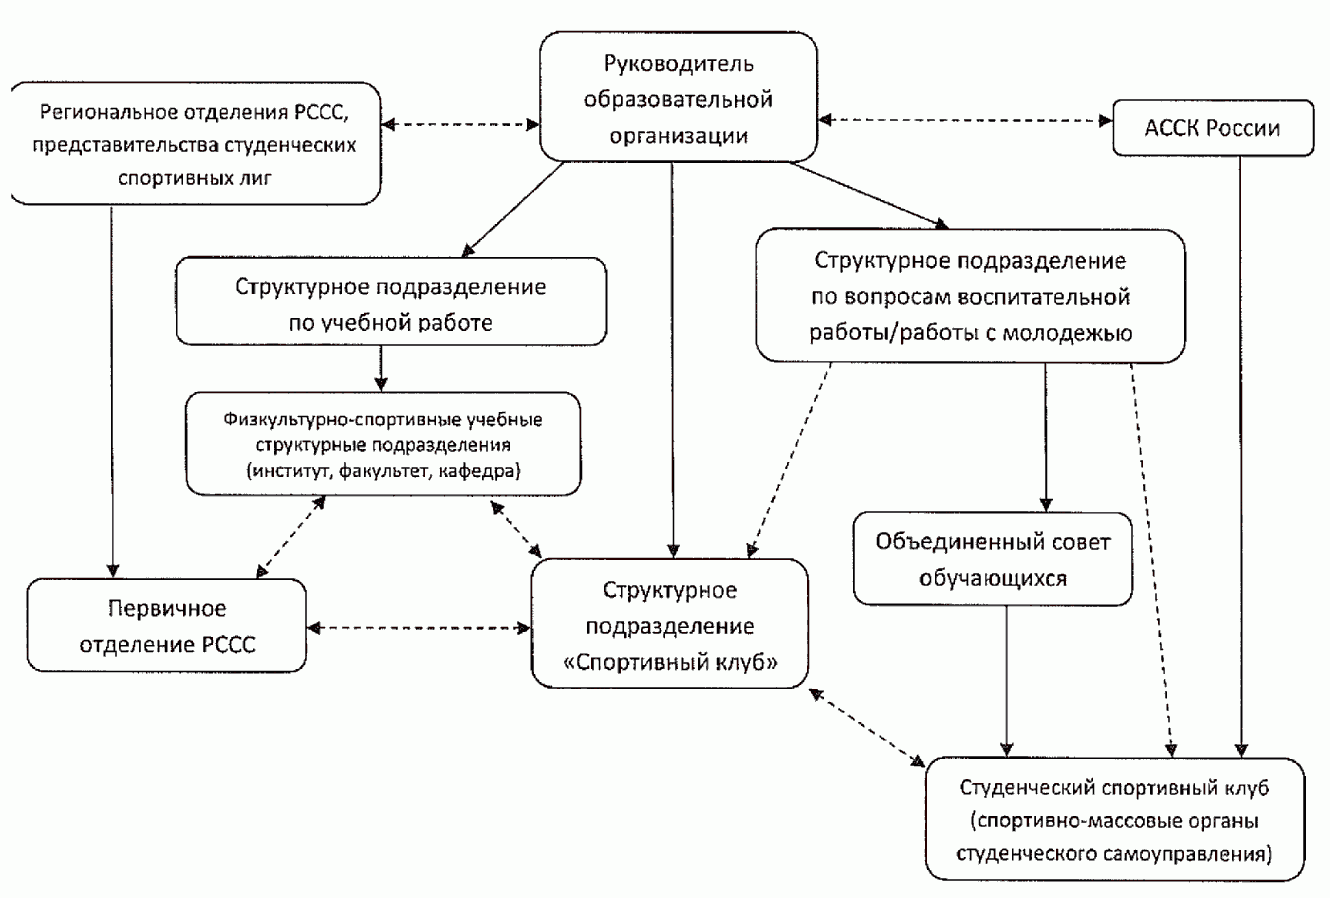 Руководитель
образовательной
организации
Региональное отделения РССС,
представительства студенческих
спортивных лиг
АССК России
Структурное подразделение
по учебной работе
Структурное подразделение
по вопросам воспитательной
работы/работы с молодежью
Физкультурно-спортивные учебные
структурные подразделения
(институт, факультет, кафедра)
Объединенный совет
обучающихся
Первичное
отделение РССС
Структурное
подразделение
«Спортивный клуб»
Студенческий спортивный клуб
(спортивно-массовые органы
студенческого самоуправления)